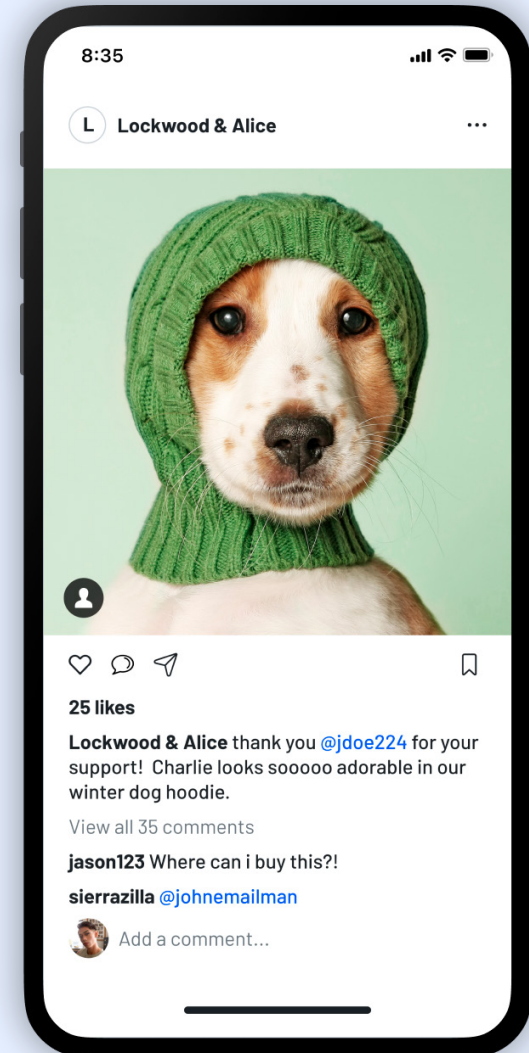 8:35
L Lockwood & Alice
25 likes
Lockwood & Alice thank you @jdoe224 for your
support! Charlie looks sooooo adorable in our
winter dog hoodie.
View all 35 comments
jason123 Where can i buy this?!
sierrazilla @johnemailman
Add a comment...